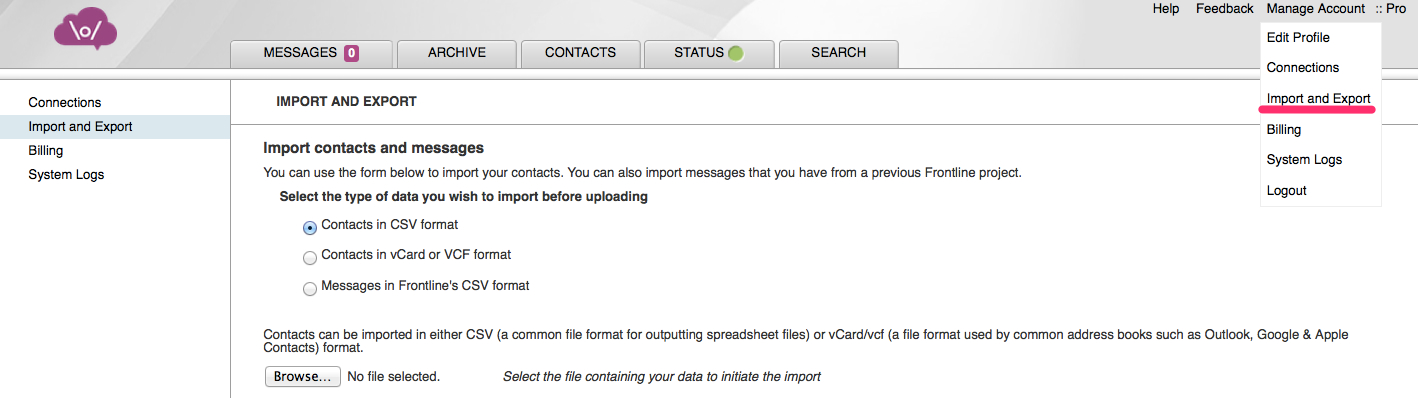 \o/
Help Feedback Manage Account :: Pro
MESSAGES 0 ARCHIVE CONTACTS STATUS SEARCH
Edit Profile
Connections
Import and Export
Billing
System Logs
Logout
Connections
Import and Export
Billing
System Logs
IMPORT AND EXPORT
Import contacts and messages
You can use the form below to import your contacts. You can also import messages that you have from a previous Frontline project.
Select the type of data you wish to import before uploading
Contacts in CSV format
Contacts in vCard or VCF format
Messages in Frontline's CSV format
Contacts can be imported in either CSV (a common file format for outputting spreadsheet files) or vCard/vcf (a file format used by common address books such as Outlook, Google & Apple
Contacts) format.
Browse... No file selected. Select the file containing your data to initiate the import